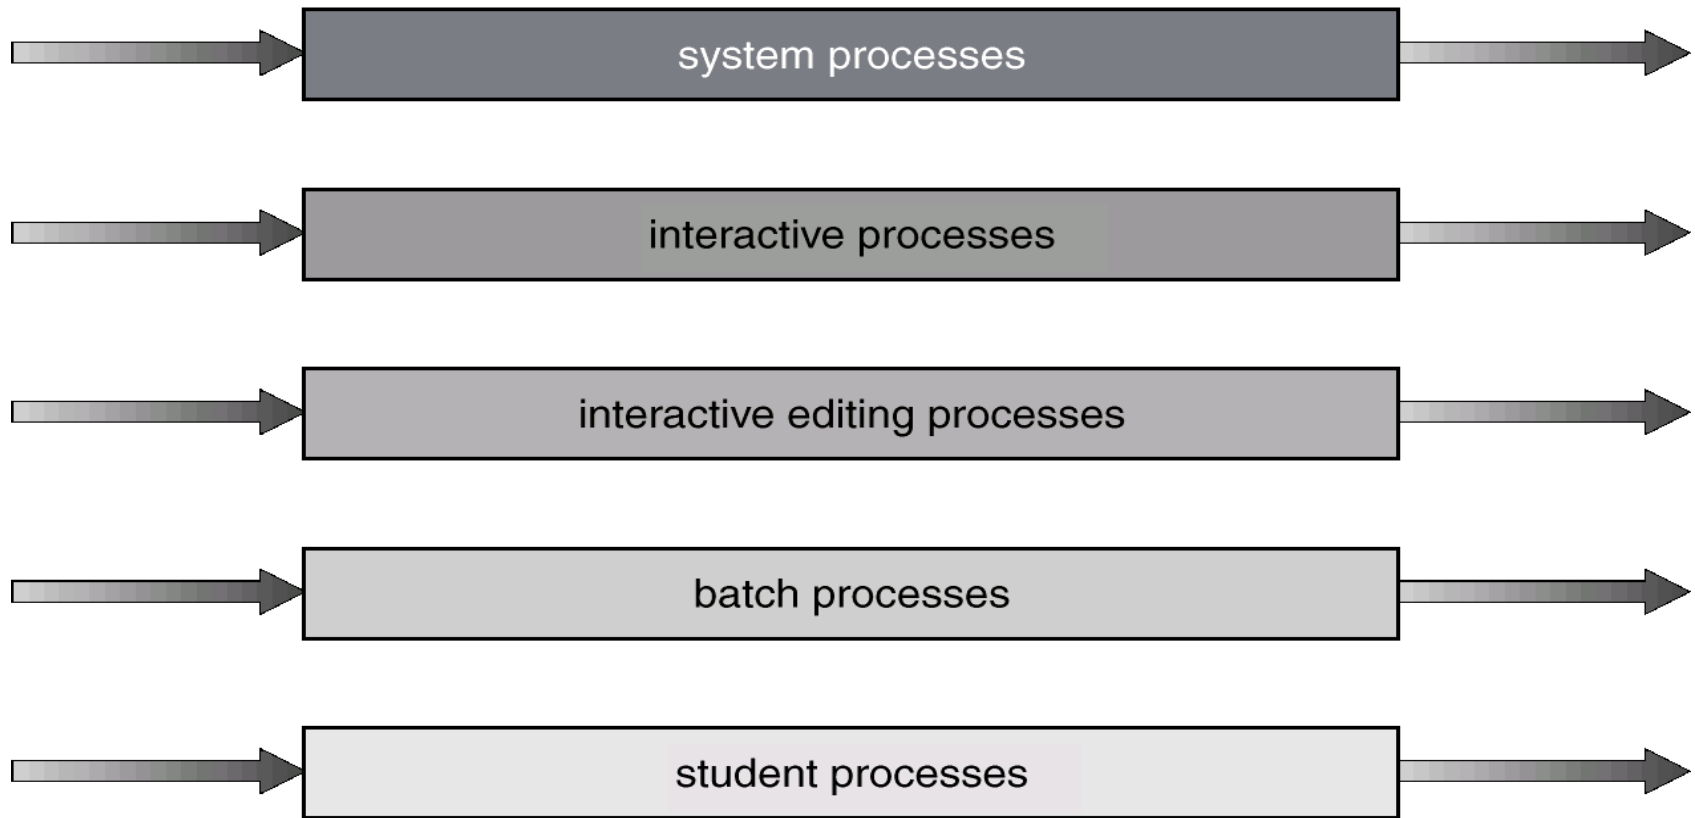 system processes
interactive processes
interactive editing processes
batch processes
student processes